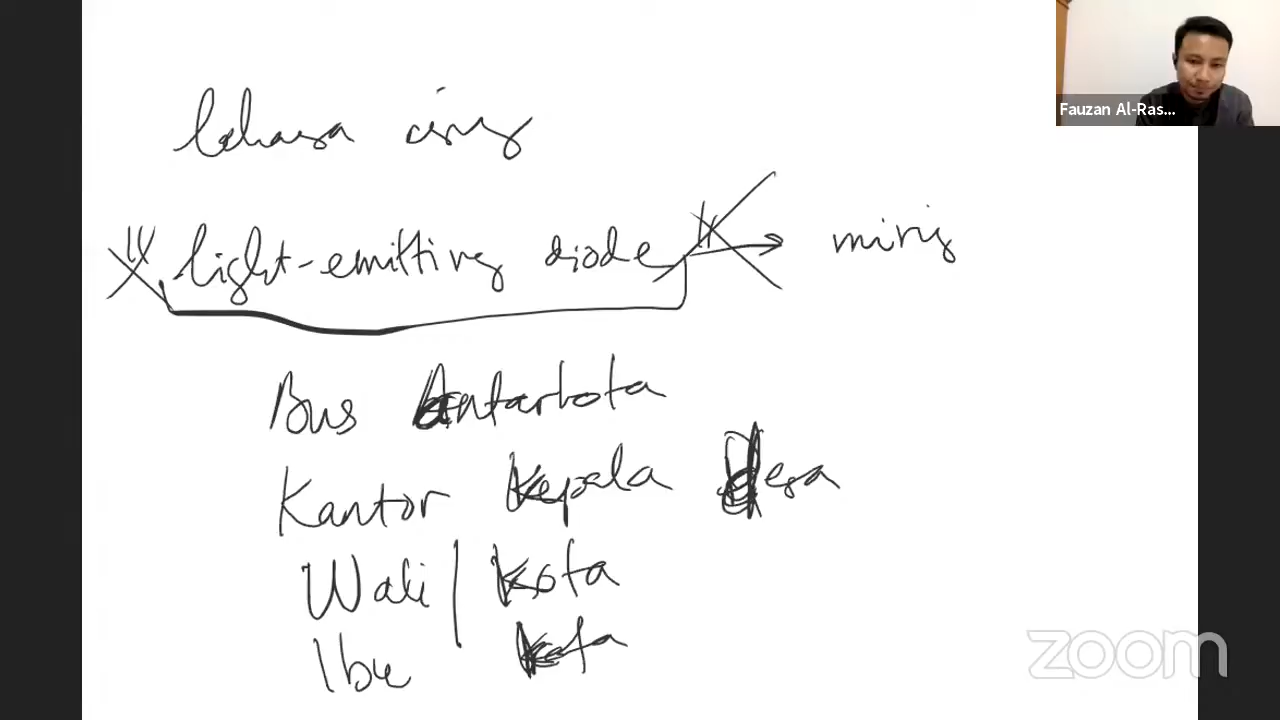 bahasa asing
"light-emitting diode" → miring
Bus Antarkota
Kantor Kepala desa
Wali | Kota
Ibu Kota
Fauzan Al-Ras...
zoom